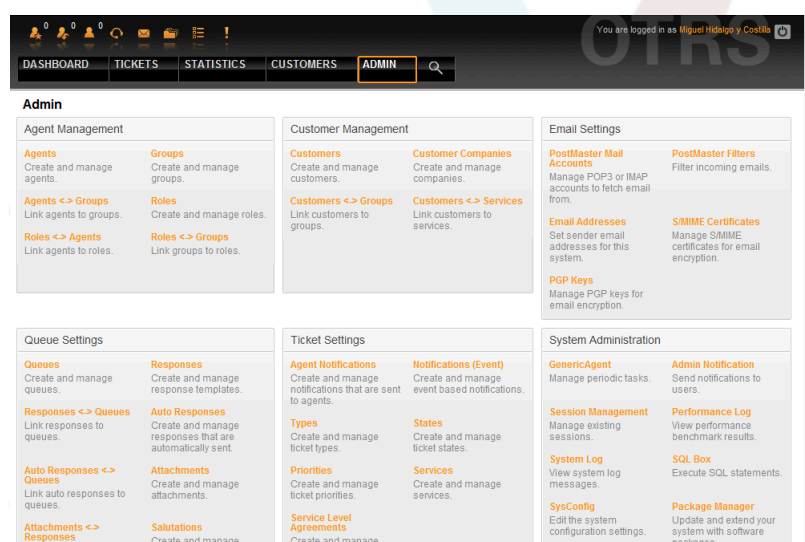 0 0 0
You are logged in as Miguel Hidalgo y Costilla
OTRS
DASHBOARD TICKETS STATISTICS CUSTOMERS ADMIN
Admin
Agent Management
Agents
Create and manage
agents.
Groups
Create and manage
groups.
Agents <-> Groups
Link agents to groups.
Roles
Create and manage roles.
Roles <-> Agents
Link agents to roles.
Roles <-> Groups
Link groups to roles.
Customer Management
Customers
Create and manage
customers.
Customer Companies
Create and manage
companies.
Customers <-> Groups
Link customers to
groups.
Customers <-> Services
Link customers to
services.
Email Settings
PostMaster Mail
Accounts
Manage POP3 or IMAP
accounts to fetch email
from.
PostMaster Filters
Filter incoming emails.
Email Addresses
Set sender email
addresses for this
system.
S/MIME Certificates
Manage S/MIME
certificates for email
encryption.
PGP Keys
Manage PGP keys for
email encryption.
Queue Settings
Queues
Create and manage
queues.
Responses
Create and manage
response templates.
Responses <-> Queues
Link responses to
queues.
Auto Responses
Create and manage
responses that are
automatically sent.
Auto Responses <->
Queues
Link auto responses to
queues.
Attachments
Create and manage
attachments.
Attachments <->
Responses
Salutations
Create and manage
Ticket Settings
Agent Notifications
Create and manage
notifications that are sent
to agents.
Notifications (Event)
Create and manage
event based notifications.
Types
Create and manage
ticket types.
States
Create and manage
ticket states.
Priorities
Create and manage
ticket priorities.
Services
Create and manage
services.
Service Level
Agreements
Create and manage
System Administration
GenericAgent
Manage periodic tasks.
Admin Notification
Send notifications to
users.
Session Management
Manage existing
sessions.
Performance Log
View performance
benchmark results.
System Log
View system log
messages.
SQL Box
Execute SQL statements.
SysConfig
Edit the system
configuration settings.
Package Manager
Update and extend your
system with software
packages.